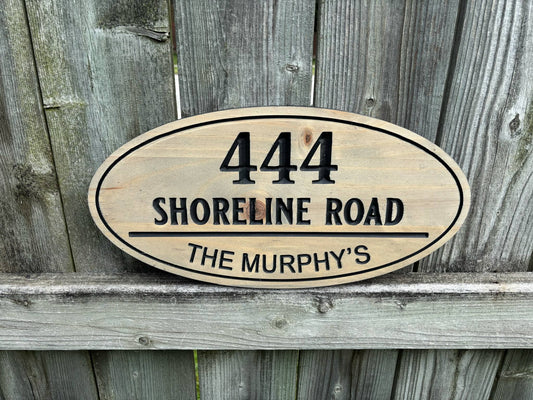 444
SHORELINE ROAD
THE MURPHY'S